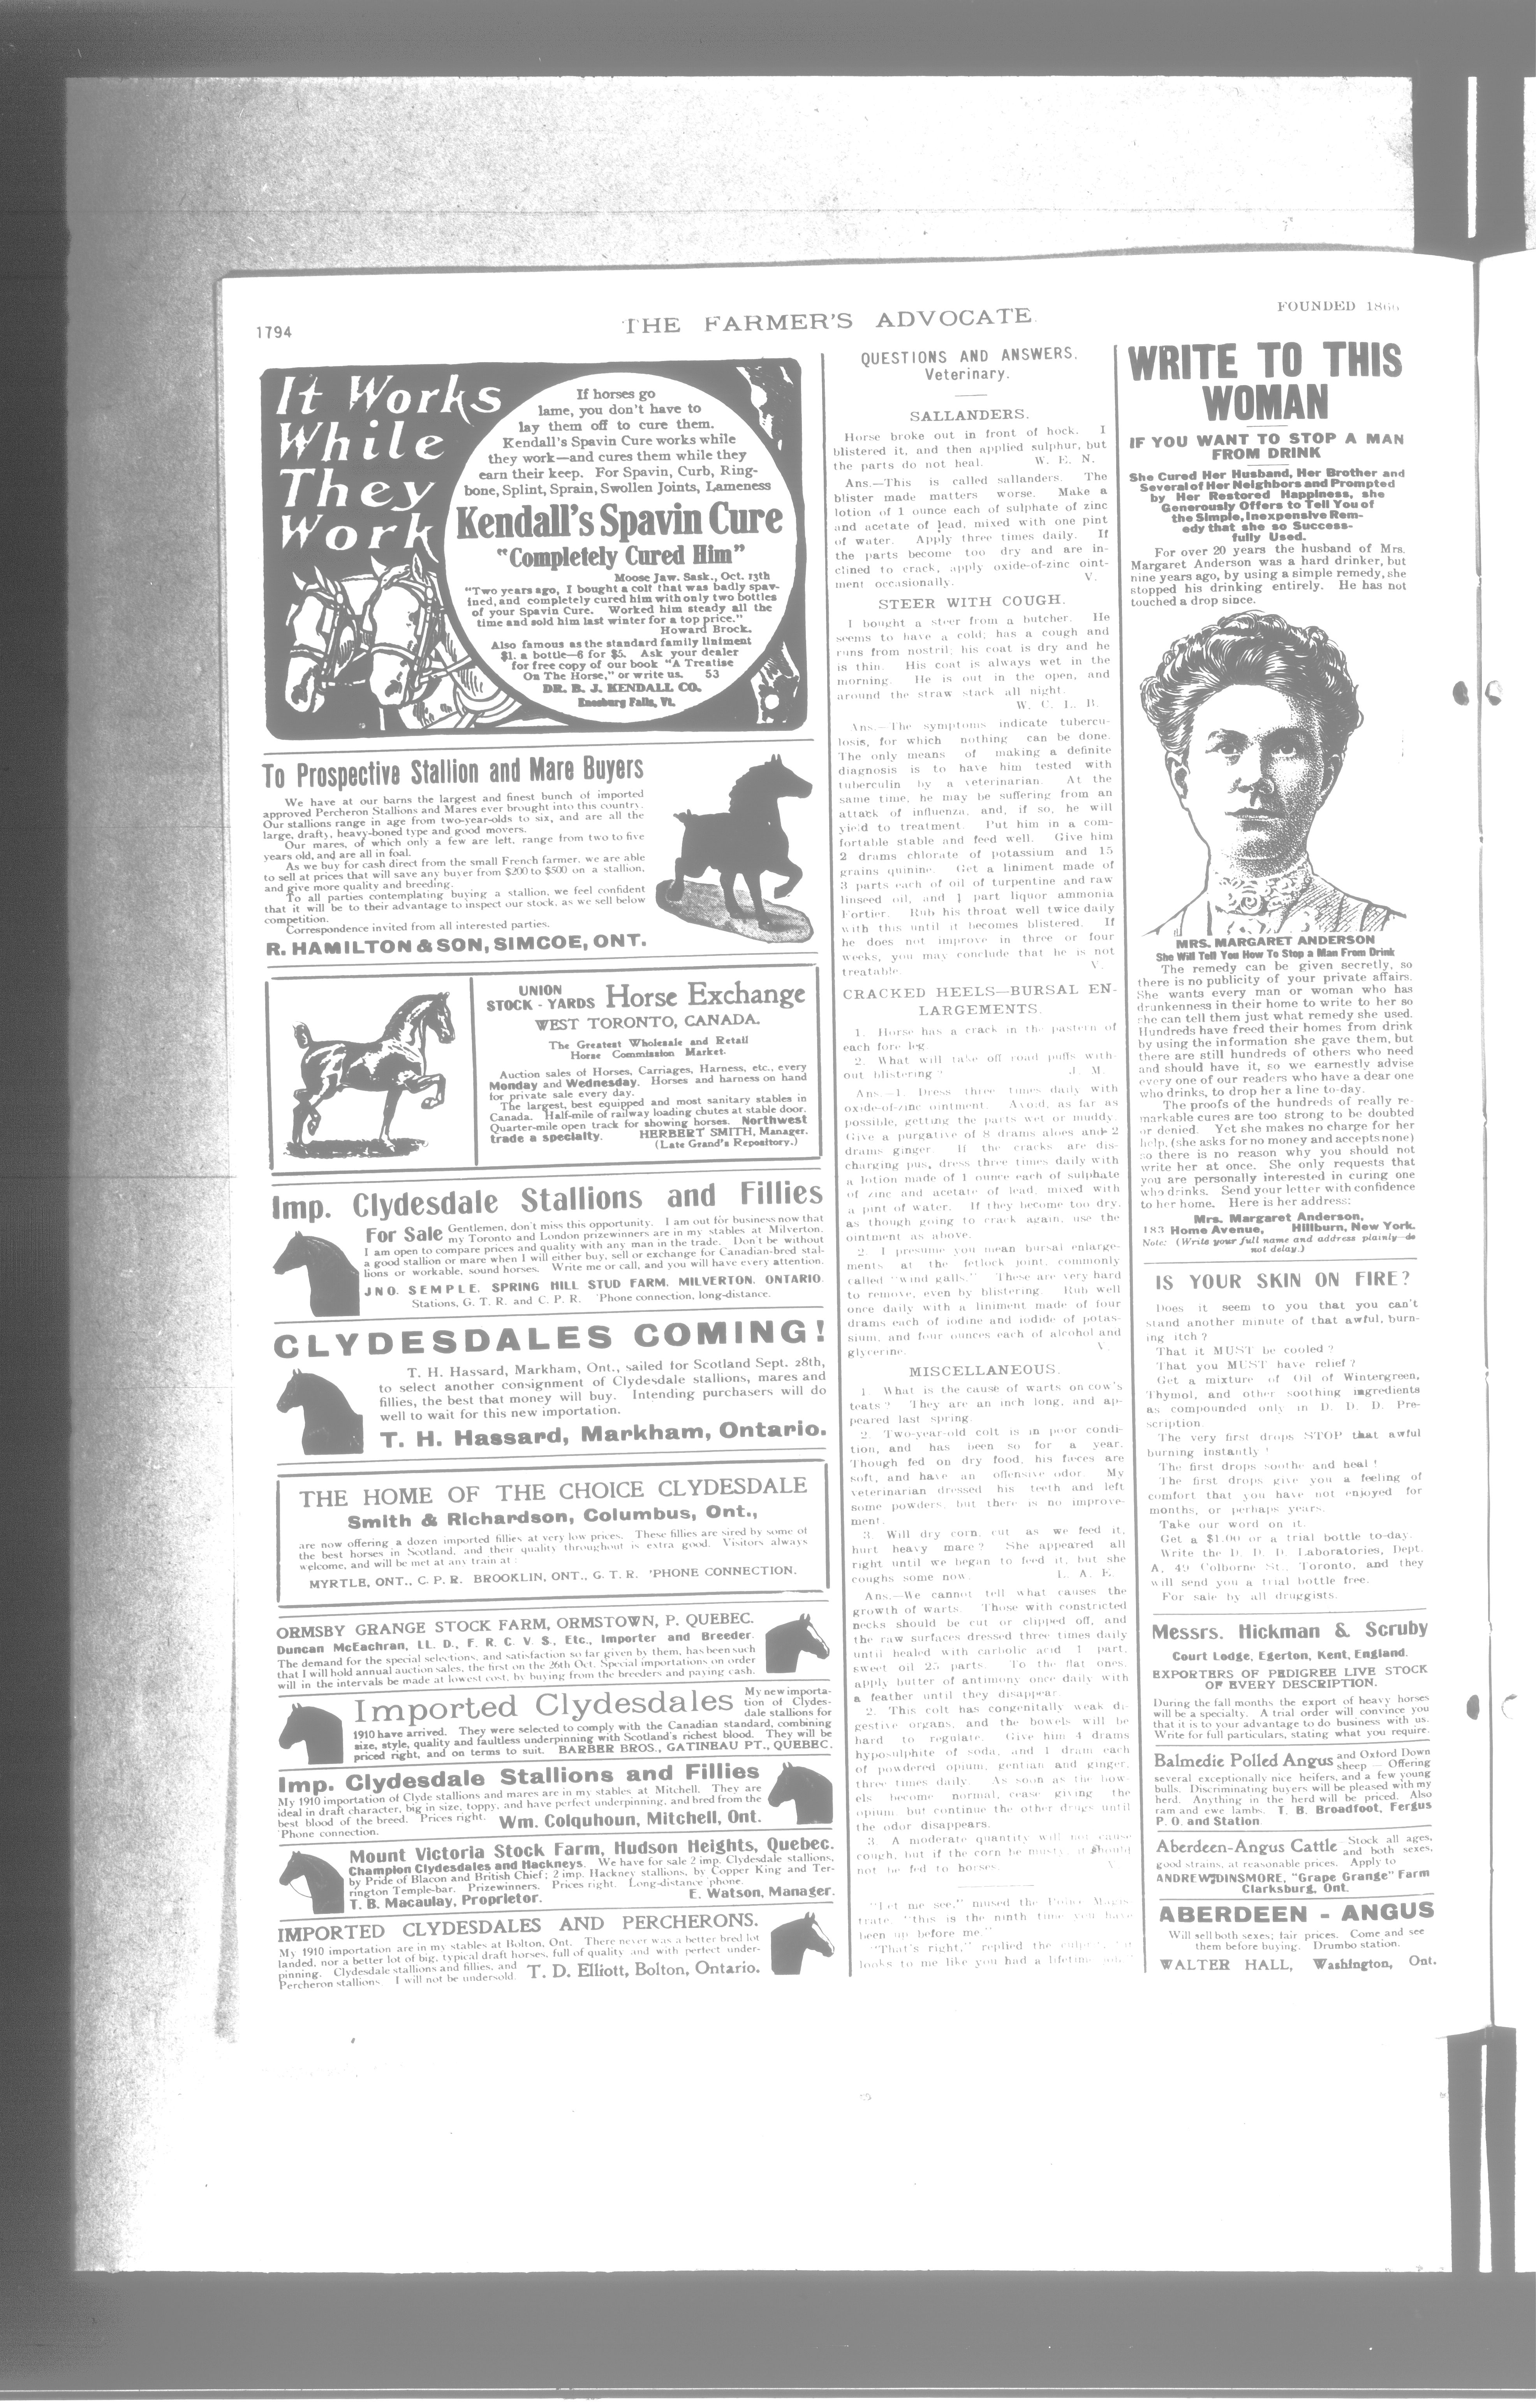 1794
THE FARMER'S ADVOCATE.
FOUNDED 1866
It Works
While
They
Work
If horses go
lame, you don't have to
lay them off to cure them.
Kendall's Spavin Cure works while
they work—and cures them while they
earn their keep. For Spavin, Curb, Ring-
bone, Splint, Sprain, Swollen Joints, Lameness
Kendall's Spavin Cure
"Completely Cured Him"
Moose Jaw. Sask., Oct. 13th
"Two years ago, I bought a colt that was badly spav-
ined, and completely cured him with only two bottles
of your Spavin Cure. Worked him steady all the
time and sold him last winter for a top price."
Howard Brock.
Also famous as the standard family liniment
$1. a bottle—6 for $5. Ask your dealer
for free copy of our book "A Treatise
On The Horse," or write us. 53
DR. B. J. KENDALL CO.
Enosburg Falls, Vt.
To Prospective Stallion and Mare Buyers
We have at our barns the largest and finest bunch of imported
approved Percheron Stallions and Mares ever brought into this country.
Our stallions range in age from two-year-olds to six, and are all the
large, drafty, heavy-boned type and good movers.
Our mares, of which only a few are left, range from two to five
years old, and are all in foal.
As we buy for cash direct from the small French farmer, we are able
to sell at prices that will save any buyer from $200 to $500 on a stallion,
and give more quality and breeding.
To all parties contemplating buying a stallion, we feel confident
that it will be to their advantage to inspect our stock, as we sell below
competition.
Correspondence invited from all interested parties.
R. HAMILTON & SON, SIMCOE, ONT.
UNION
STOCK-YARDS Horse Exchange
WEST TORONTO, CANADA.
The Greatest Wholesale and Retail
Horse Commission Market.
Auction sales of Horses, Carriages, Harness, etc., every
Monday and Wednesday. Horses and harness on hand
for private sale every day.
The largest, best equipped and most sanitary stables in
Canada. Half-mile of railway loading chutes at stable door.
Quarter-mile open track for showing horses. Northwest
trade a specialty. HERBERT SMITH, Manager.
(Late Grand's Repository.)
Imp. Clydesdale Stallions and Fillies
For Sale Gentlemen, don't miss this opportunity. I am out for business now that
my Toronto and London prizewinners are in my stables at Milverton.
I am open to compare prices and quality with any man in the trade. Don't be without
a good stallion or mare when I will either buy, sell or exchange for Canadian-bred stal-
lions or workable, sound horses. Write me or call, and you will have every attention.
JNO. SEMPLE, SPRING HILL STUD FARM, MILVERTON, ONTARIO.
Stations, G. T. R. and C. P. R. 'Phone connection, long-distance.
CLYDESDALES COMING!
T. H. Hassard, Markham, Ont., sailed for Scotland Sept. 28th,
to select another consignment of Clydesdale stallions, mares and
fillies, the best that money will buy. Intending purchasers will do
well to wait for this new importation.
T. H. Hassard, Markham, Ontario.
THE HOME OF THE CHOICE CLYDESDALE
Smith & Richardson, Columbus, Ont.,
are now offering a dozen imported fillies at very low prices. These fillies are sired by some of
the best horses in Scotland, and their quality throughout is extra good. Visitors always
welcome, and will be met at any train at:
MYRTLE, ONT., C. P. R. BROOKLIN, ONT., G. T. R. 'PHONE CONNECTION.
ORMSBY GRANGE STOCK FARM, ORMSTOWN, P. QUEBEC.
Duncan McEachran, LL. D., F. R. C. V. S., Etc., Importer and Breeder.
The demand for the special selections, and satisfaction so far given by them, has been such
that I will hold annual auction sales, the first on the 26th Oct. Special importations on order
will in the intervals be made at lowest cost, by buying from the breeders and paying cash.
Imported Clydesdales My new importa-
tion of Clydes-
dale stallions for
1910 have arrived. They were selected to comply with the Canadian standard, combining
size, style, quality and faultless underpinning with Scotland's richest blood. They will be
priced right, and on terms to suit. BARBER BROS., GATINEAU PT., QUEBEC.
Imp. Clydesdale Stallions and Fillies
My 1910 importation of Clyde stallions and mares are in my stables at Mitchell. They are
ideal in draft character, big in size, toppy, and have perfect underpinning, and bred from the
best blood of the breed. Prices right. Wm. Colquhoun, Mitchell, Ont.
'Phone connection.
Mount Victoria Stock Farm, Hudson Heights, Quebec.
Champion Clydesdales and Hackneys. We have for sale 2 imp. Clydesdale stallions,
by Pride of Blacon and British Chief; 2 imp. Hackney stallions, by Copper King and Ter-
rington Temple-bar. Prizewinners. Prices right. Long-distance 'phone.
T. B. Macaulay, Proprietor. E. Watson, Manager.
IMPORTED CLYDESDALES AND PERCHERONS.
My 1910 importation are in my stables at Bolton, Ont. There never was a better bred lot
landed, nor a better lot of big, typical draft horses, full of quality and with perfect under-
pinning. Clydesdale stallions and fillies, and
Percheron stallions. I will not be undersold. T. D. Elliott, Bolton, Ontario.
QUESTIONS AND ANSWERS.
Veterinary.
SALLANDERS.
Horse broke out in front of hock. I
blistered it, and then applied sulphur, but
the parts do not heal. W. E. N.
Ans.—This is called sallanders. The
blister made matters worse. Make a
lotion of 1 ounce each of sulphate of zinc
and acetate of lead, mixed with one pint
of water. Apply three times daily. If
the parts become too dry and are in-
clined to crack, apply oxide-of-zinc oint-
ment occasionally. V.
STEER WITH COUGH.
I bought a steer from a butcher. He
seems to have a cold; has a cough and
runs from nostril; his coat is dry and he
is thin. His coat is always wet in the
morning. He is out in the open, and
around the straw stack all night.
W. C. L. B.
Ans.—The symptoms indicate tubercu-
losis, for which nothing can be done.
The only means of making a definite
diagnosis is to have him tested with
tuberculin by a veterinarian. At the
same time, he may be suffering from an
attack of influenza, and, if so, he will
yield to treatment. Put him in a com-
fortable stable and feed well. Give him
2 drams chlorate of potassium and 15
grains quinine. Get a liniment made of
3 parts each of oil of turpentine and raw
linseed oil, and 1 part liquor ammonia
Fortier. Rub his throat well twice daily
with this until it becomes blistered. If
he does not improve in three or four
weeks, you may conclude that he is not
treatable. V.
CRACKED HEELS—BURSAL EN-
LARGEMENTS.
1. Horse has a crack in the pastern of
each fore leg.
2. What will take off road puffs with-
out blistering? J. M.
Ans.—1. Dress three times daily with
oxide-of-zinc ointment. Avoid, as far as
possible, getting the parts wet or muddy.
Give a purgative of 8 drams aloes and 2
drams ginger. If the cracks are dis-
charging pus, dress three times daily with
a lotion made of 1 ounce each of sulphate
of zinc and acetate of lead, mixed with
a pint of water. If they become too dry,
as though going to crack again, use the
ointment as above.
2. I presume you mean bursal enlarge-
ments at the fetlock joint, commonly
called "wind galls." These are very hard
to remove, even by blistering. Rub well
once daily with a liniment made of four
drams each of iodine and iodide of potas-
sium, and four ounces each of alcohol and
glycerine. V.
MISCELLANEOUS.
1. What is the cause of warts on cow's
teats? They are an inch long, and ap-
peared last spring.
2. Two-year-old colt is in poor condi-
tion, and has been so for a year.
Though fed on dry food, his fæces are
soft, and have an offensive odor. My
veterinarian dressed his teeth and left
some powders, but there is no improve-
ment.
3. Will dry corn, cut as we feed it,
hurt heavy mare? She appeared all
right until we began to feed it, but she
coughs some now. L. A. E.
Ans.—We cannot tell what causes the
growth of warts. Those with constricted
necks should be cut or clipped off, and
the raw surfaces dressed three times daily
until healed with carbolic acid 1 part,
sweet oil 25 parts. To the flat ones,
apply butter of antimony once daily with
a feather until they disappear.
2. This colt has congenitally weak di-
gestive organs, and the bowels will be
hard to regulate. Give him 4 drams
hyposulphite of soda, and 1 dram each
of powdered opium, gentian and ginger,
three times daily. As soon as the bow-
els become normal, cease giving the
opium, but continue the other drugs until
the odor disappears.
3. A moderate quantity will not cause
cough, but if the corn be musty, it should
not be fed to horses. V.
"Let me see," mused the Police Magis-
trate, "this is the ninth time you have
been up before me."
"That's right," replied the culprit,
looks to me like you had a lifetime
WRITE TO THIS
WOMAN
IF YOU WANT TO STOP A MAN
FROM DRINK
She Cured Her Husband, Her Brother and
Several of Her Neighbors and Prompted
by Her Restored Happiness, she
Generously Offers to Tell You of
the Simple, Inexpensive Rem-
edy that she so Success-
fully Used.
For over 20 years the husband of Mrs.
Margaret Anderson was a hard drinker, but
nine years ago, by using a simple remedy, she
stopped his drinking entirely. He has not
touched a drop since.
MRS. MARGARET ANDERSON
She Will Tell You How To Stop a Man From Drink
The remedy can be given secretly, so
there is no publicity of your private affairs.
She wants every man or woman who has
drunkenness in their home to write to her so
she can tell them just what remedy she used.
Hundreds have freed their homes from drink
by using the information she gave them, but
there are still hundreds of others who need
and should have it, so we earnestly advise
every one of our readers who have a dear one
who drinks, to drop her a line to-day.
The proofs of the hundreds of really re-
markable cures are too strong to be doubted
or denied. Yet she makes no charge for her
help, (she asks for no money and accepts none)
so there is no reason why you should not
write her at once. She only requests that
you are personally interested in curing one
who drinks. Send your letter with confidence
to her home. Here is her address:
Mrs. Margaret Anderson,
183 Home Avenue, Hillburn, New York.
Note: (Write your full name and address plainly—do
not delay.)
IS YOUR SKIN ON FIRE?
Does it seem to you that you can't
stand another minute of that awful, burn-
ing itch?
That it MUST be cooled?
That you MUST have relief?
Get a mixture of Oil of Wintergreen,
Thymol, and other soothing ingredients
as compounded only in D. D. D. Pre-
scription.
The very first drops STOP that awful
burning instantly!
The first drops soothe and heal!
The first drops give you a feeling of
comfort that you have not enjoyed for
months, or perhaps years.
Take our word on it.
Get a $1.00 or a trial bottle to-day.
Write the D. D. D. Laboratories, Dept.
A, 49 Colborne St., Toronto, and they
will send you a trial bottle free.
For sale by all druggists.
Messrs. Hickman & Scruby
Court Lodge, Egerton, Kent, England.
EXPORTERS OF PEDIGREE LIVE STOCK
OF EVERY DESCRIPTION.
During the fall months the export of heavy horses
will be a specialty. A trial order will convince you
that it is to your advantage to do business with us.
Write for full particulars, stating what you require.
Balmedie Polled Angus and Oxford Down
sheep — Offering
several exceptionally nice heifers, and a few young
bulls. Discriminating buyers will be pleased with my
herd. Anything in the herd will be priced. Also
ram and ewe lambs. T. B. Broadfoot, Fergus
P. O. and Station
Aberdeen-Angus Cattle Stock all ages,
and both sexes,
good strains, at reasonable prices. Apply to
ANDREW DINSMORE, "Grape Grange" Farm
Clarksburg, Ont.
ABERDEEN - ANGUS
Will sell both sexes; fair prices. Come and see
them before buying. Drumbo station.
WALTER HALL, Washington, Ont.